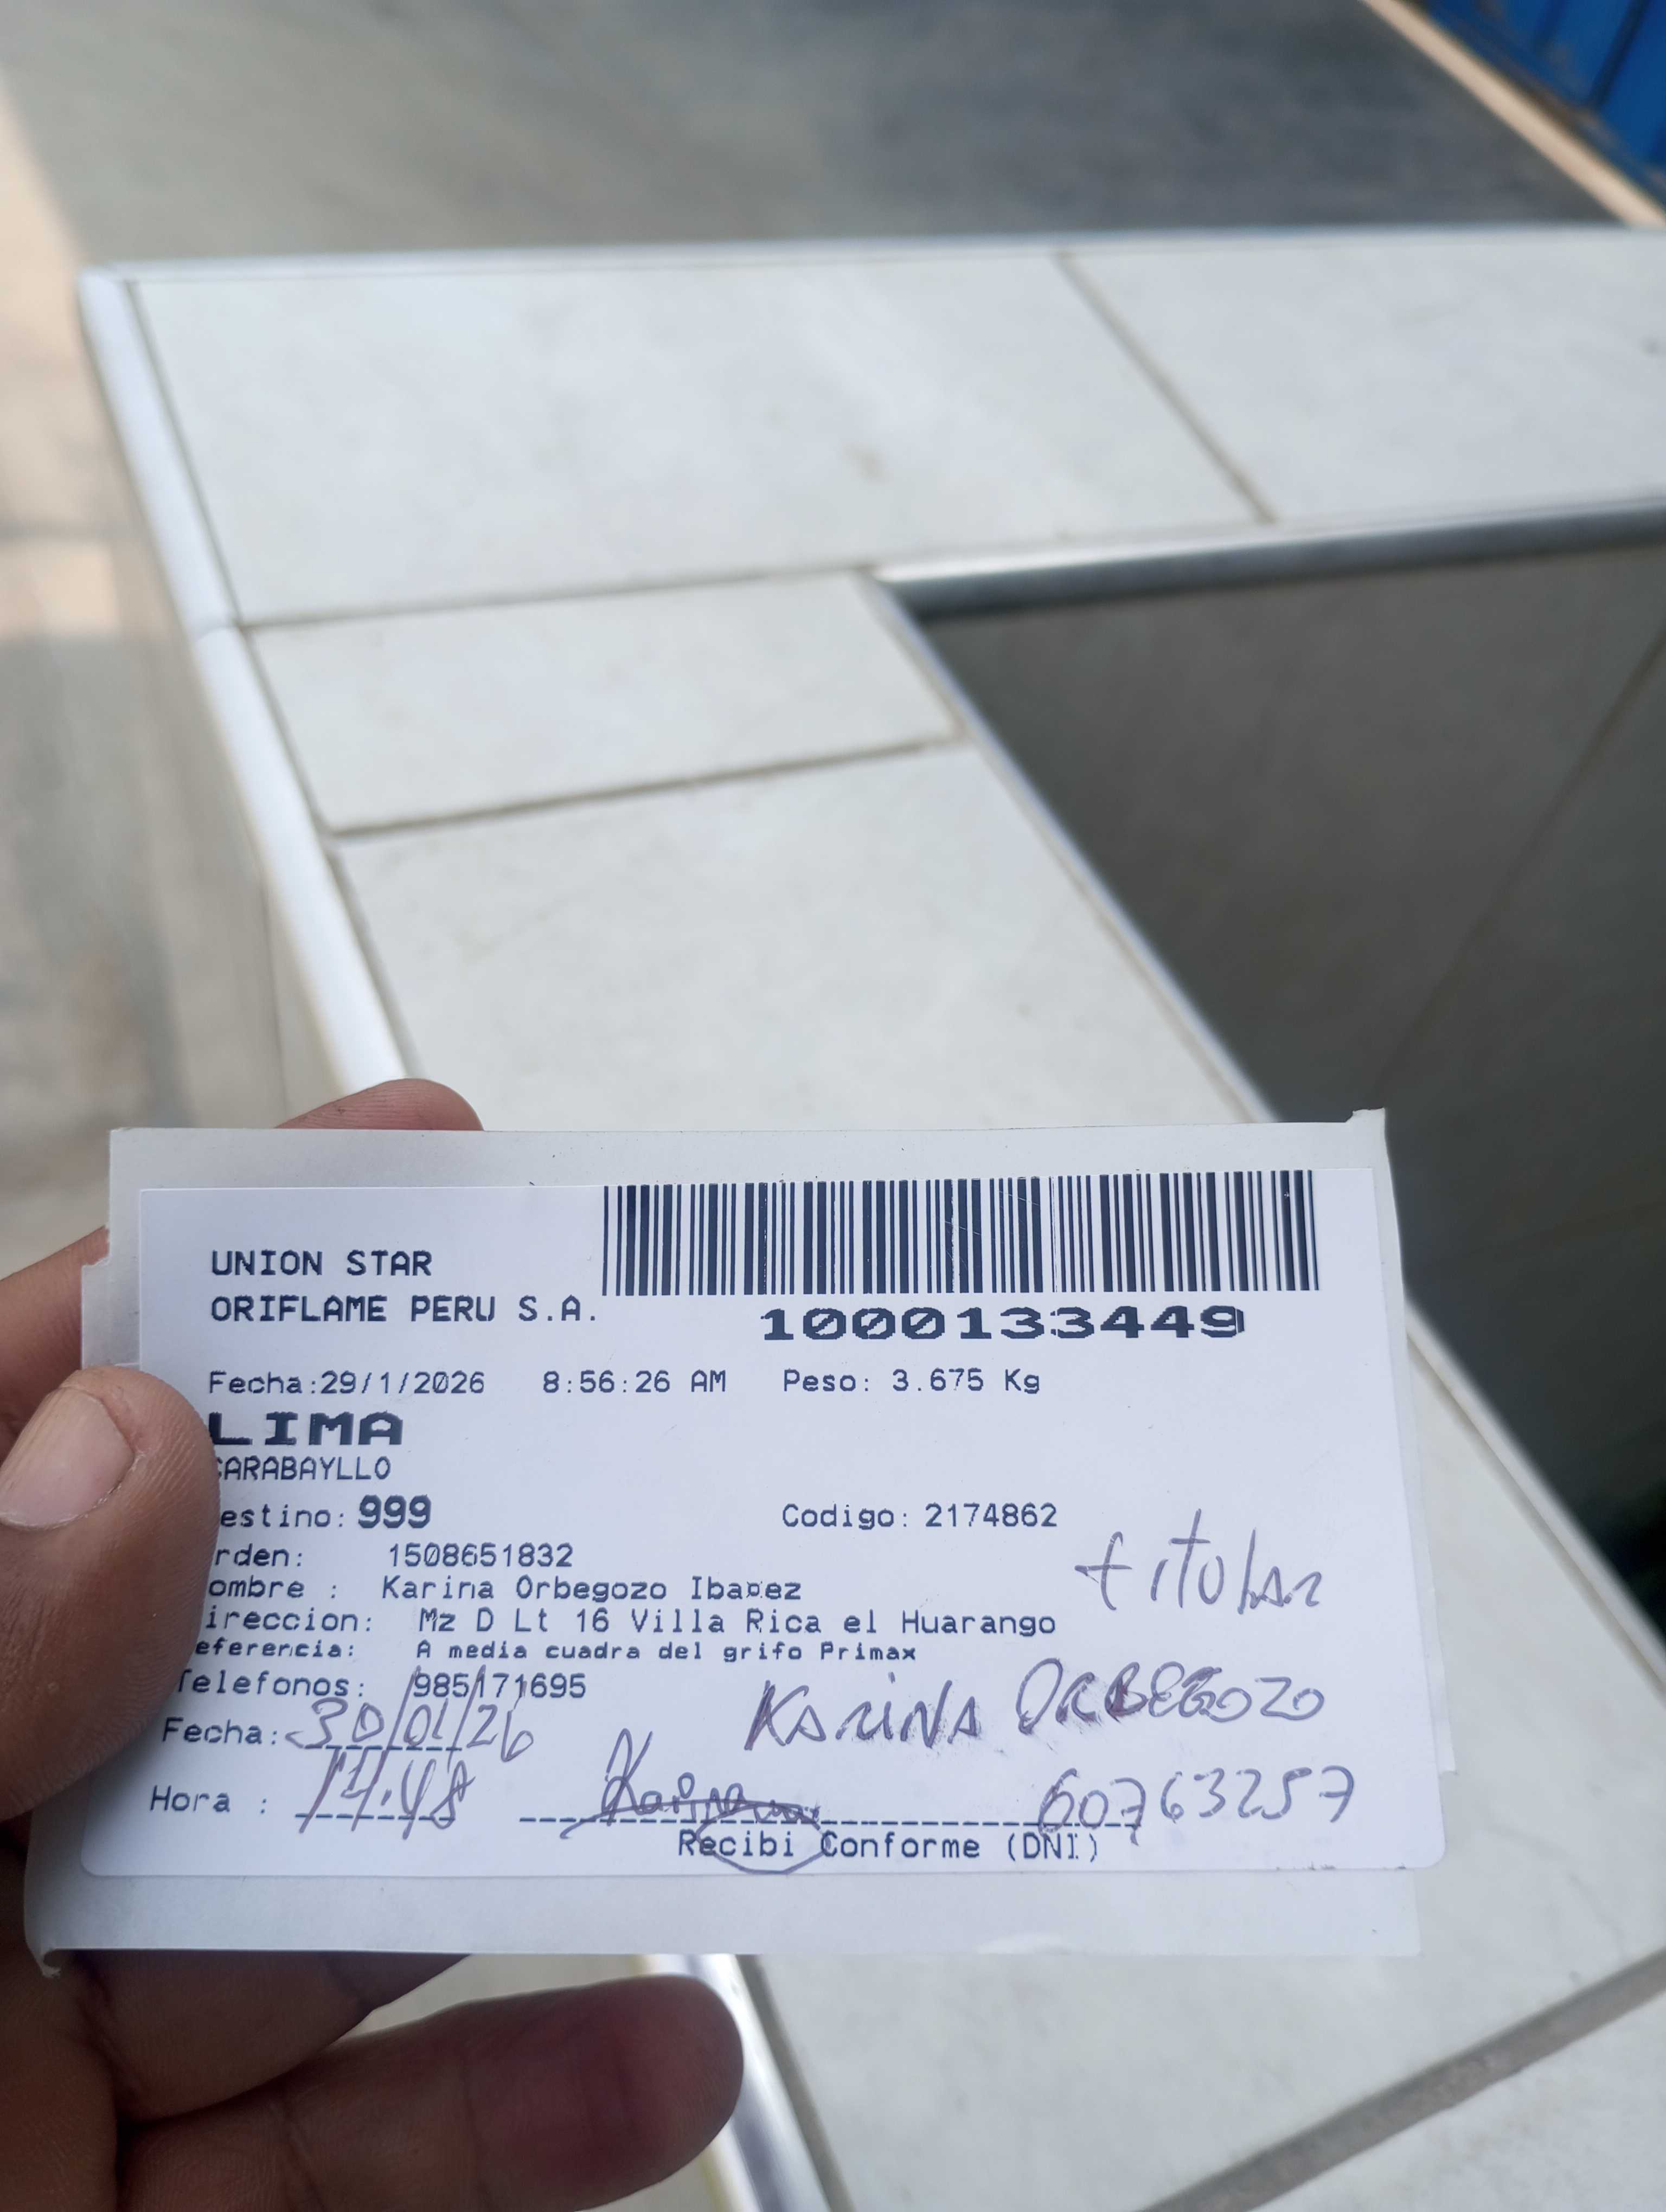 UNION STAR
ORIFLAME PERU S.A.
1000133449
Fecha:29/1/2026 8:56:26 AM Peso: 3.675 Kg
LIMA
CARABAYLLO
estino: 999 Codigo: 2174862
rden: 1508651832
titular
ombre : Karina Orbegozo Ibañez
ireccion: Mz D Lt 16 Villa Rica el Huarango
eferencia: A media cuadra del grifo Primax
Telefonos: 985171695
KARINA ORBEGOZO
Fecha: 30/01/26
Hora : 14:48 Karina 60763257
Recibi Conforme (DNI)